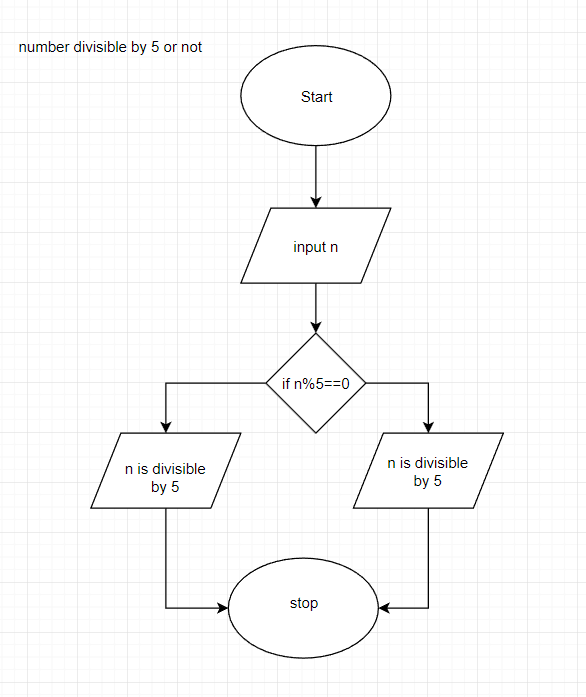 number divisible by 5 or not
Start
input n
if n%5==0
n is divisible
by 5
n is divisible
by 5
stop